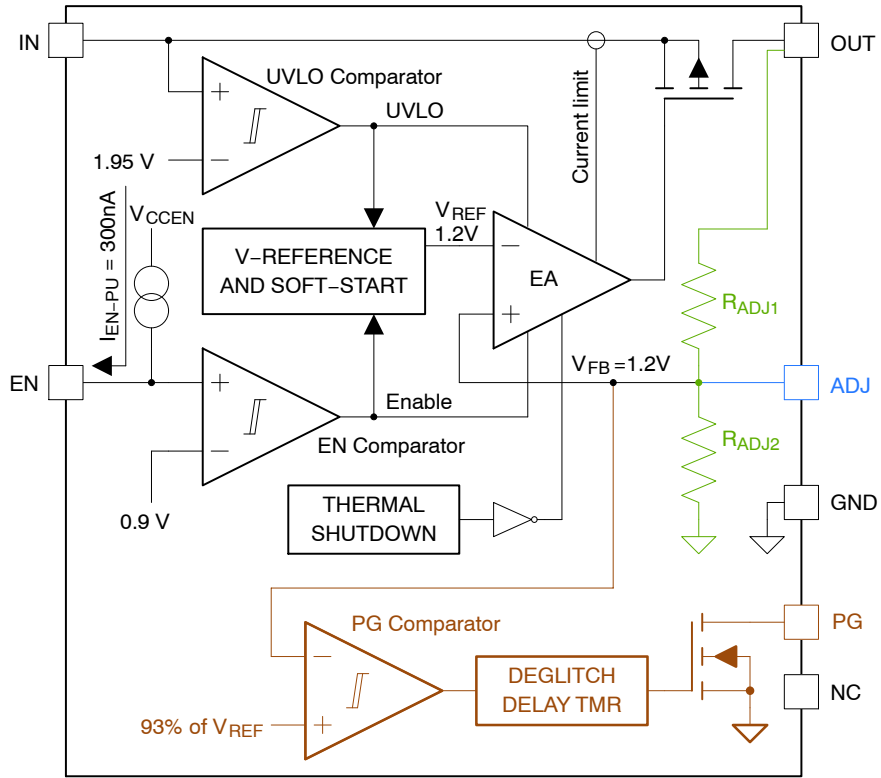 IN
OUT
UVLO Comparator
UVLO
Current limit
+
−
1.95 V
IEN−PU = 300nA
VCCEN
VREF
1.2V
V−REFERENCE
AND SOFT−START
−
EA
+
RADJ1
VFB=1.2V
EN
ADJ
+
Enable
−
EN Comparator
RADJ2
0.9 V
THERMAL
SHUTDOWN
GND
PG Comparator
PG
−
DEGLITCH
DELAY TMR
NC
93% of VREF
+